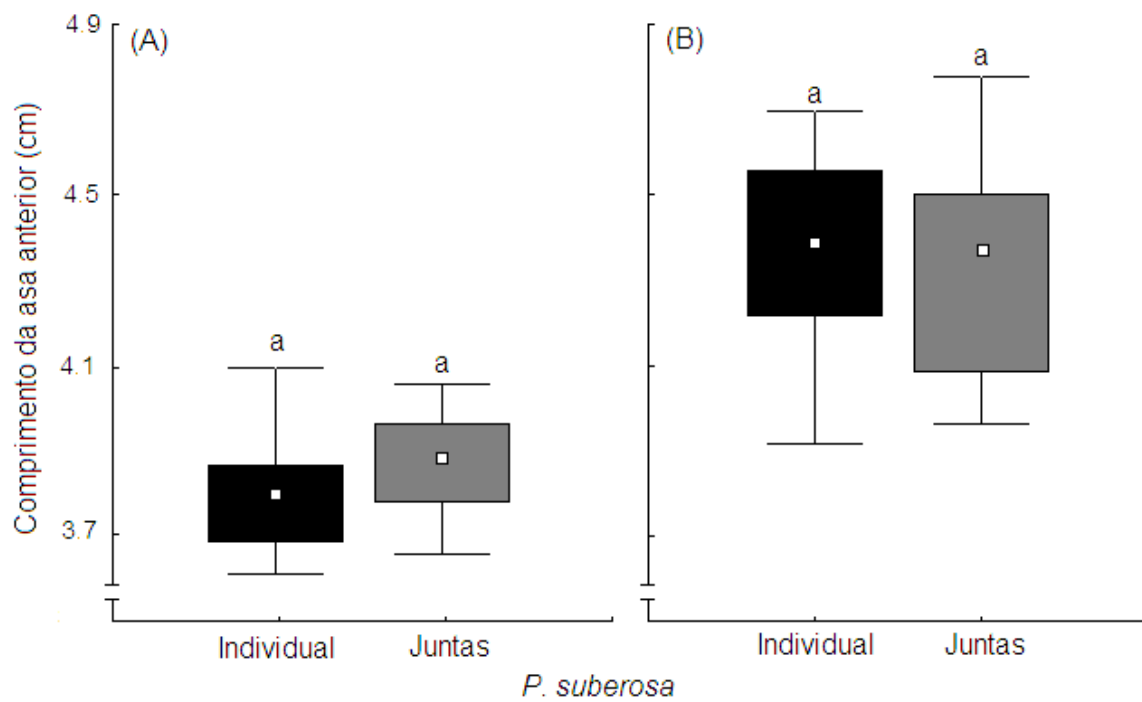 Comprimento da asa anterior (cm)
4.9
4.5
4.1
3.7
(A)
a
a
Individual
Juntas
(B)
a
a
Individual
Juntas
P. suberosa